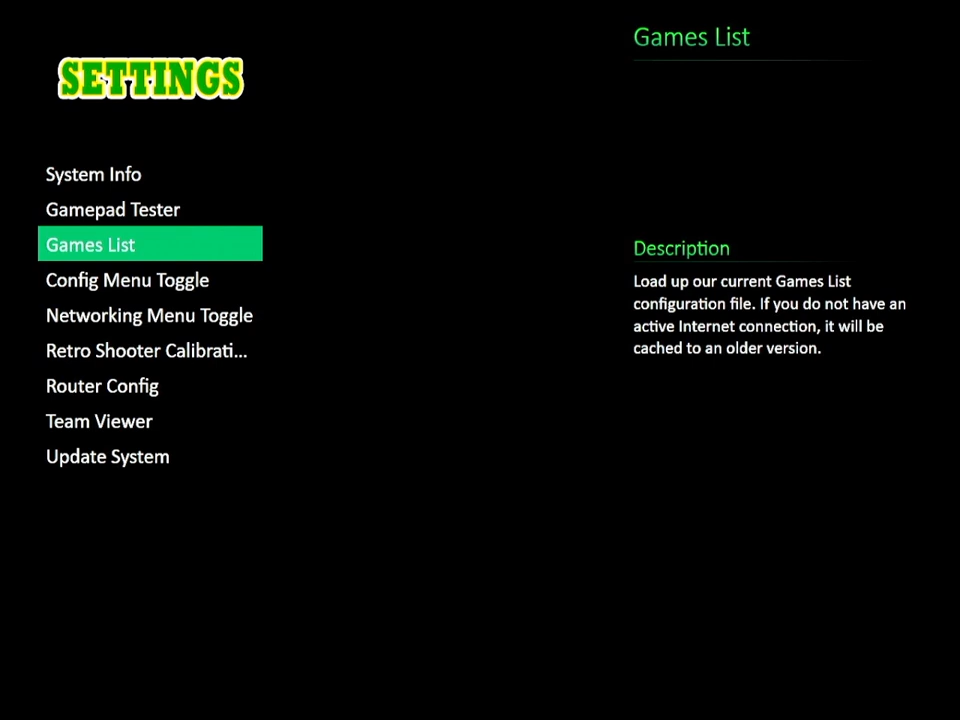 SETTINGS
System Info
Gamepad Tester
Games List
Config Menu Toggle
Networking Menu Toggle
Retro Shooter Calibrati...
Router Config
Team Viewer
Update System
Games List
Description
Load up our current Games List
configuration file. If you do not have an
active Internet connection, it will be
cached to an older version.